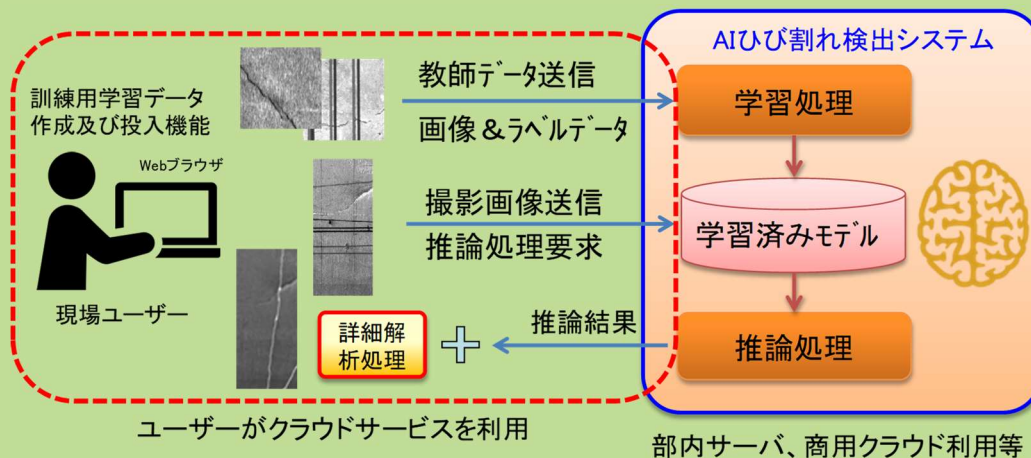 AIひび割れ検出システム
訓練用学習データ
作成及び投入機能
Webブラウザ
現場ユーザー
教師データ送信
画像＆ラベルデータ
学習処理
撮影画像送信
推論処理要求
学習済みモデル
詳細解
析処理
推論結果
推論処理
ユーザーがクラウドサービスを利用
部内サーバ、商用クラウド利用等